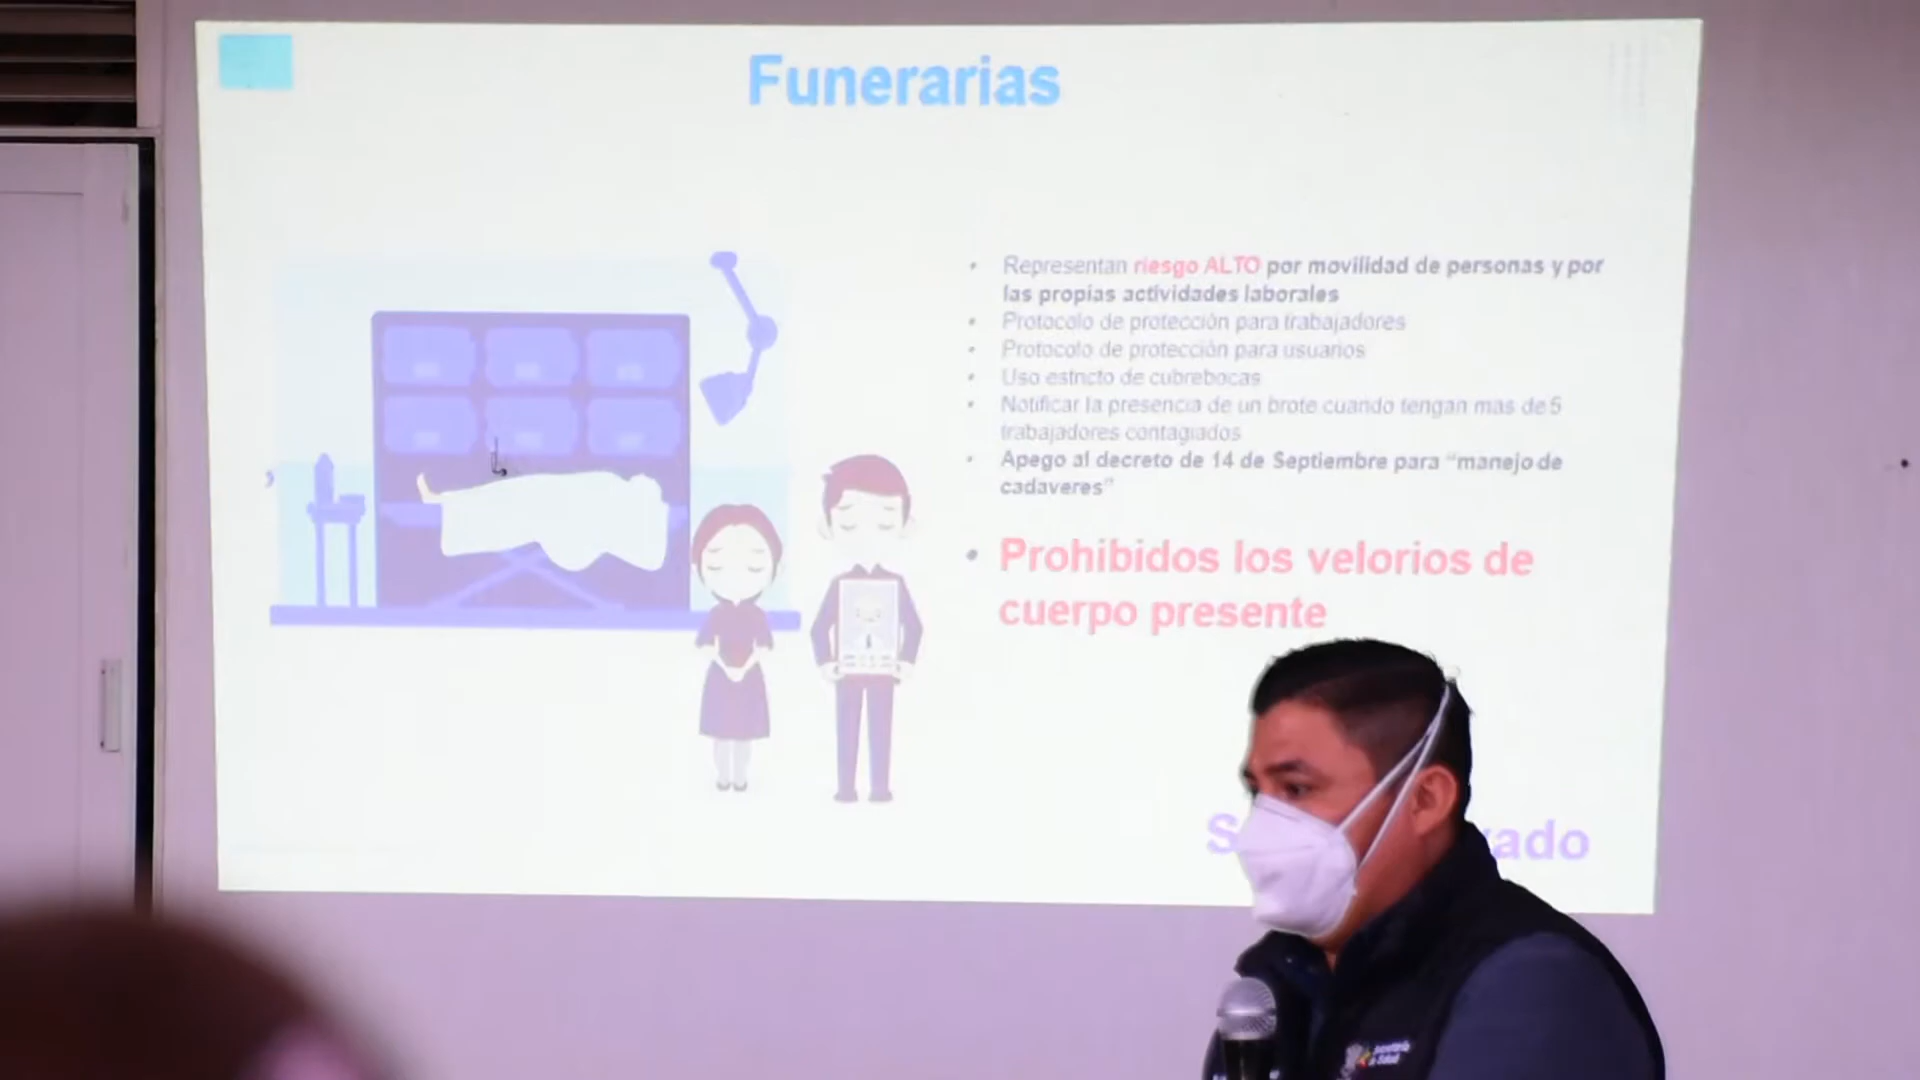 Funerarias
• Representan riesgo ALTO por movilidad de personas y por
las propias actividades laborales
• Protocolo de protección para trabajadores
• Protocolo de protección para usuarios
• Uso estricto de cubrebocas
• Notificar la presencia de un brote cuando tengan mas de 5
trabajadores contagiados
• Apego al decreto de 14 de Septiembre para “manejo de
cadaveres”
• Prohibidos los velorios de
cuerpo presente
Secretaría
de Salud